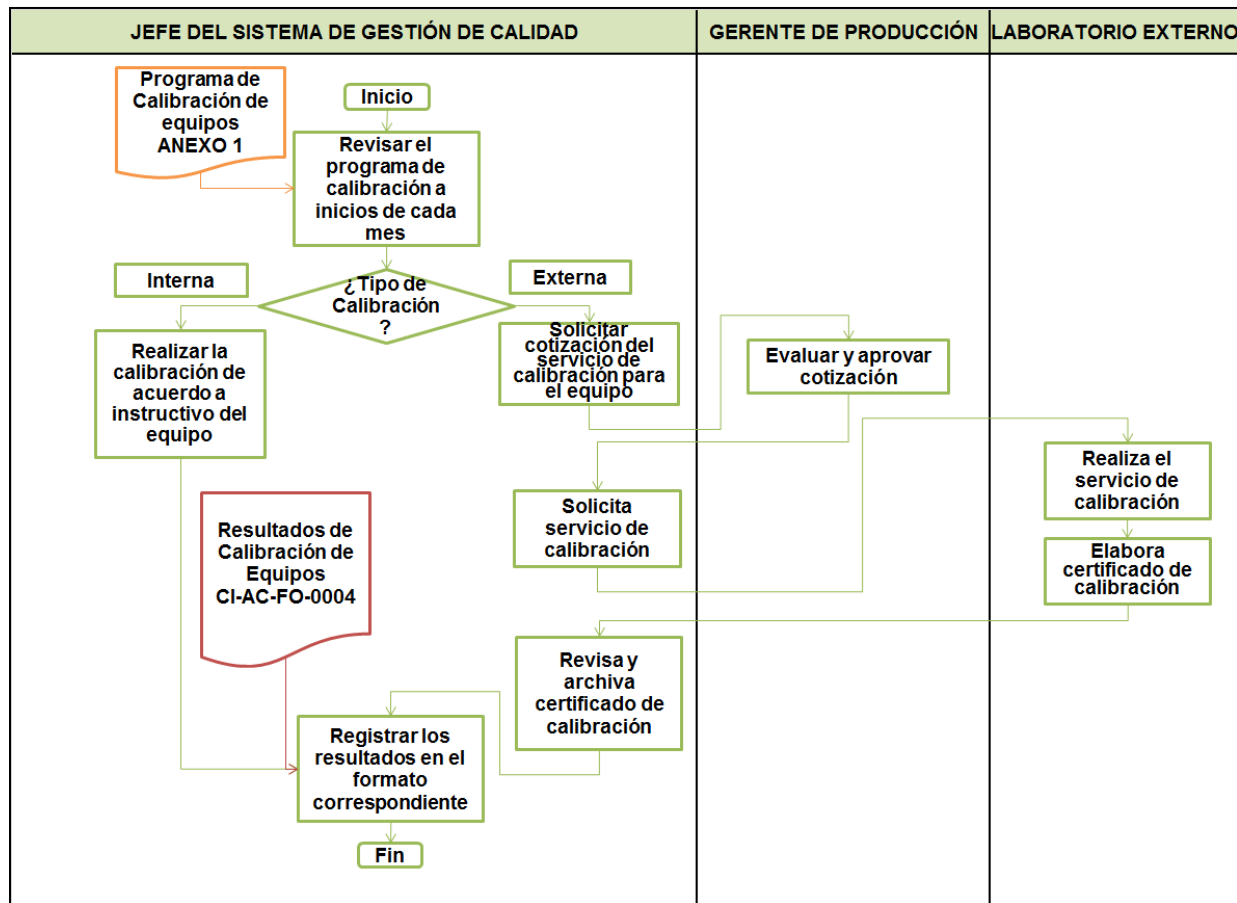 JEFE DEL SISTEMA DE GESTIÓN DE CALIDAD
GERENTE DE PRODUCCIÓN
LABORATORIO EXTERNO
Programa de
Calibración de
equipos
ANEXO 1
Inicio
Revisar el
programa de
calibración a
inicios de cada
mes
Interna
¿Tipo de
Calibración
?
Externa
Realizar la
calibración de
acuerdo a
instructivo del
equipo
Solicitar
cotización del
servicio de
calibración para
el equipo
Evaluar y aprovar
cotización
Realiza el
servicio de
calibración
Solicita
servicio de
calibración
Elabora
certificado de
calibración
Resultados de
Calibración de
Equipos
CI-AC-FO-0004
Revisa y
archiva
certificado de
calibración
Registrar los
resultados en el
formato
correspondiente
Fin